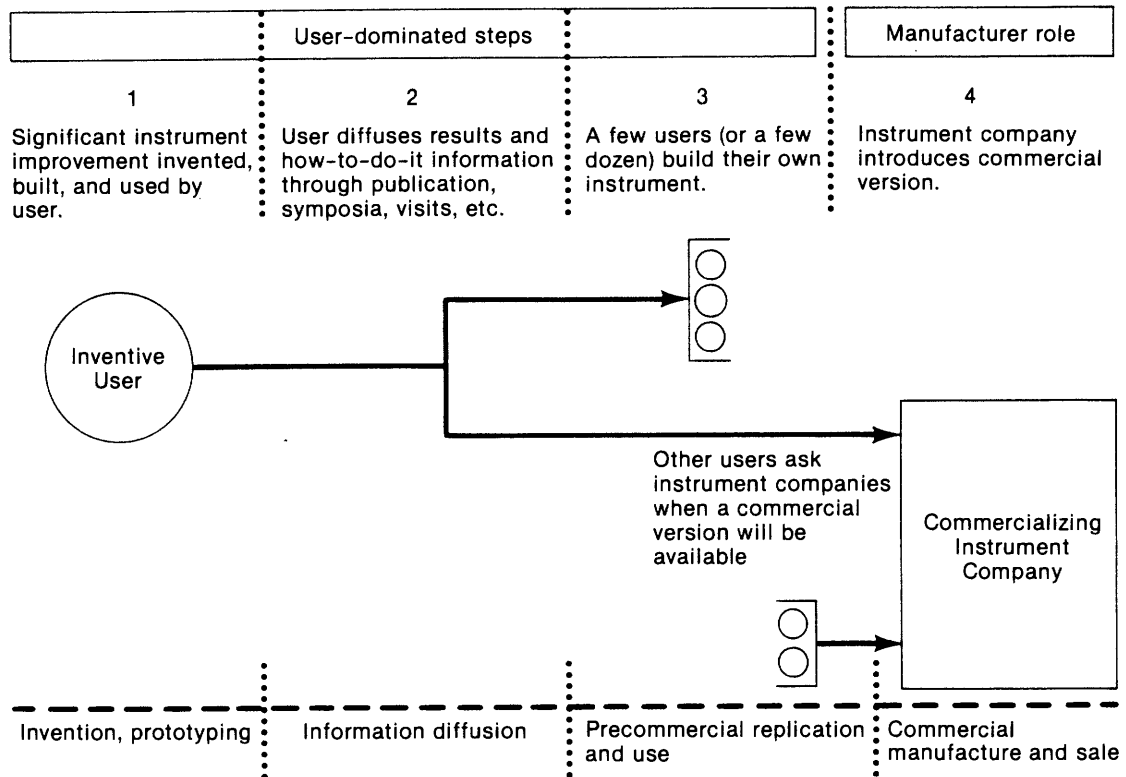 User-dominated steps
Manufacturer role
1
Significant instrument
improvement invented,
built, and used by
user.
2
User diffuses results and
how-to-do-it information
through publication,
symposia, visits, etc.
3
A few users (or a few
dozen) build their own
instrument.
4
Instrument company
introduces commercial
version.
Inventive
User
Other users ask
instrument companies
when a commercial
version will be
available
Commercializing
Instrument
Company
Invention, prototyping
Information diffusion
Precommercial replication
and use
Commercial
manufacture and sale